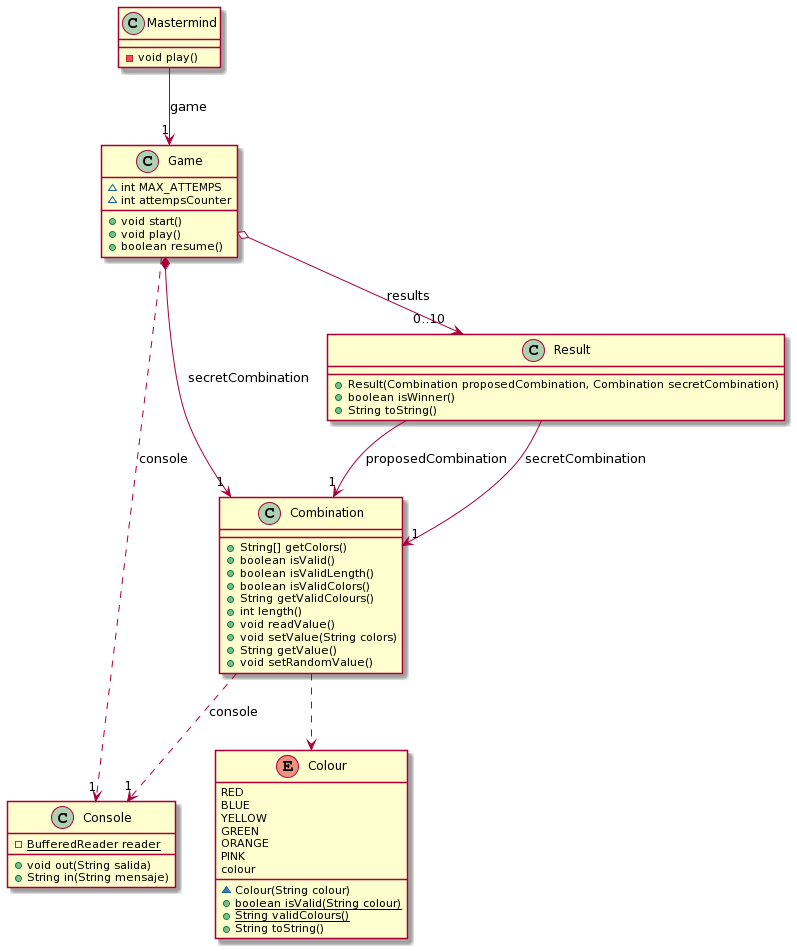 C Mastermind
void play()
game
1
C Game
int MAX_ATTEMPS
int attempsCounter
void start()
void play()
boolean resume()
results
0..10
C Result
Result(Combination proposedCombination, Combination secretCombination)
boolean isWinner()
String toString()
secretCombination
console
proposedCombination
secretCombination
1
1
1
C Combination
String[] getColors()
boolean isValid()
boolean isValidLength()
boolean isValidColors()
String getValidColours()
int length()
void readValue()
void setValue(String colors)
String getValue()
void setRandomValue()
console
1
1
C Console
BufferedReader reader
void out(String salida)
String in(String mensaje)
E Colour
RED
BLUE
YELLOW
GREEN
ORANGE
PINK
colour
Colour(String colour)
boolean isValid(String colour)
String validColours()
String toString()